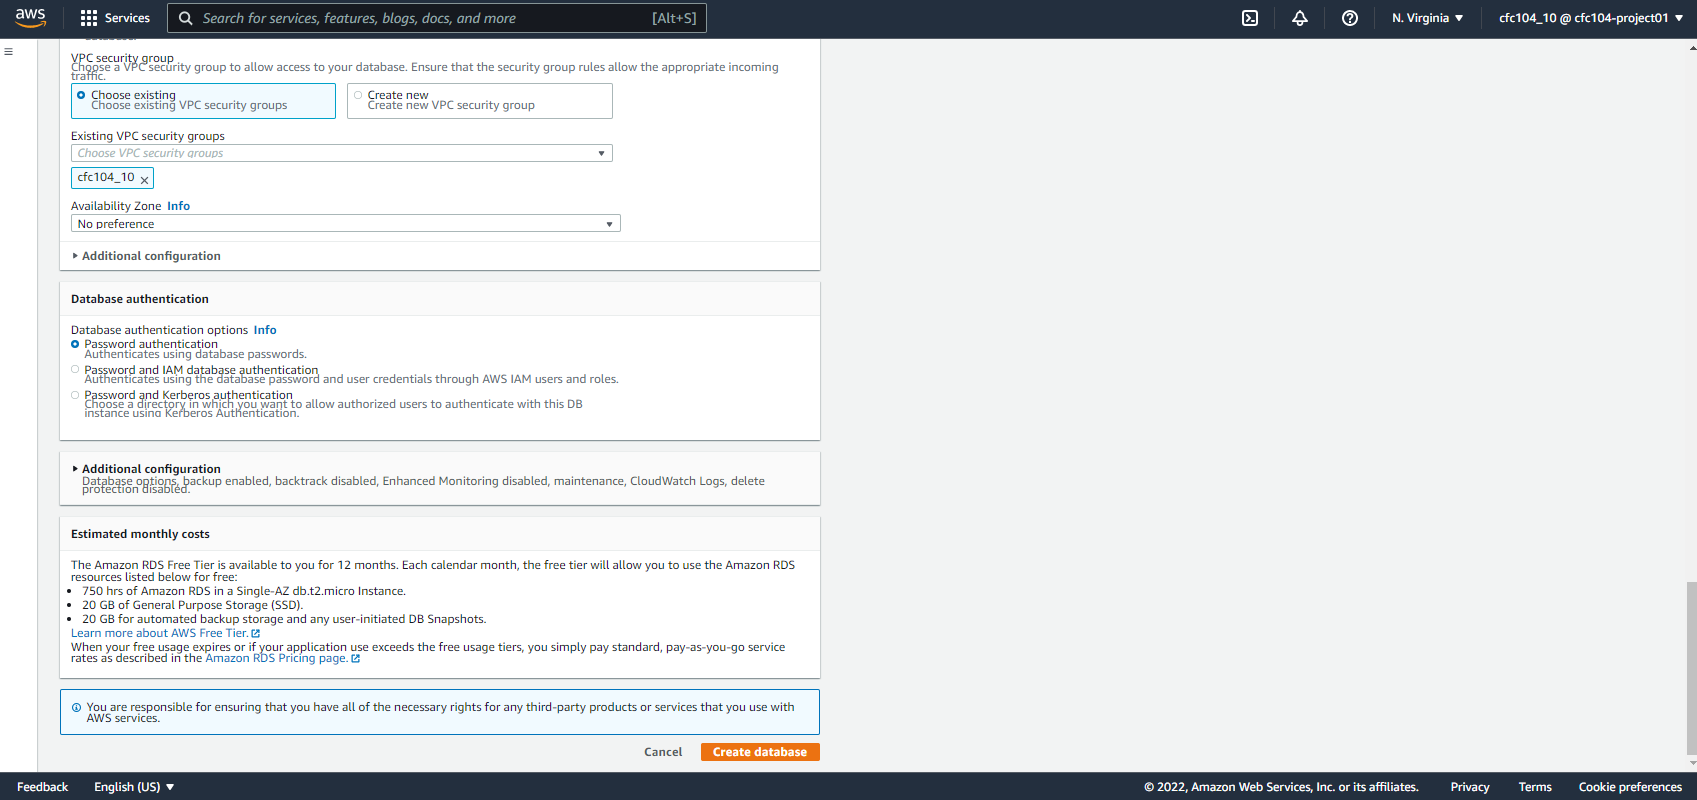 aws
Services
Search for services, features, blogs, docs, and more
[Alt+S]
N. Virginia
cfc104_10 @ cfc104-project01
VPC security group
Choose a VPC security group to allow access to your database. Ensure that the security group rules allow the appropriate incoming
traffic.
Choose existing
Choose existing VPC security groups
Create new
Create new VPC security group
Existing VPC security groups
Choose VPC security groups
cfc104_10
Availability Zone Info
No preference
Additional configuration
Database authentication
Database authentication options Info
Password authentication
Authenticates using database passwords.
Password and IAM database authentication
Authenticates using the database password and user credentials through AWS IAM users and roles.
Password and Kerberos authentication
Choose a directory in which you want to allow authorized users to authenticate with this DB
instance using Kerberos Authentication.
Additional configuration
Database options, backup enabled, backtrack disabled, Enhanced Monitoring disabled, maintenance, CloudWatch Logs, delete
protection disabled.
Estimated monthly costs
The Amazon RDS Free Tier is available to you for 12 months. Each calendar month, the free tier will allow you to use the Amazon RDS
resources listed below for free:
• 750 hrs of Amazon RDS in a Single-AZ db.t2.micro Instance.
• 20 GB of General Purpose Storage (SSD).
• 20 GB for automated backup storage and any user-initiated DB Snapshots.
Learn more about AWS Free Tier.
When your free usage expires or if your application use exceeds the free usage tiers, you simply pay standard, pay-as-you-go service
rates as described in the Amazon RDS Pricing page.
You are responsible for ensuring that you have all of the necessary rights for any third-party products or services that you use with
AWS services.
Cancel
Create database
Feedback
English (US)
© 2022, Amazon Web Services, Inc. or its affiliates.
Privacy
Terms
Cookie preferences